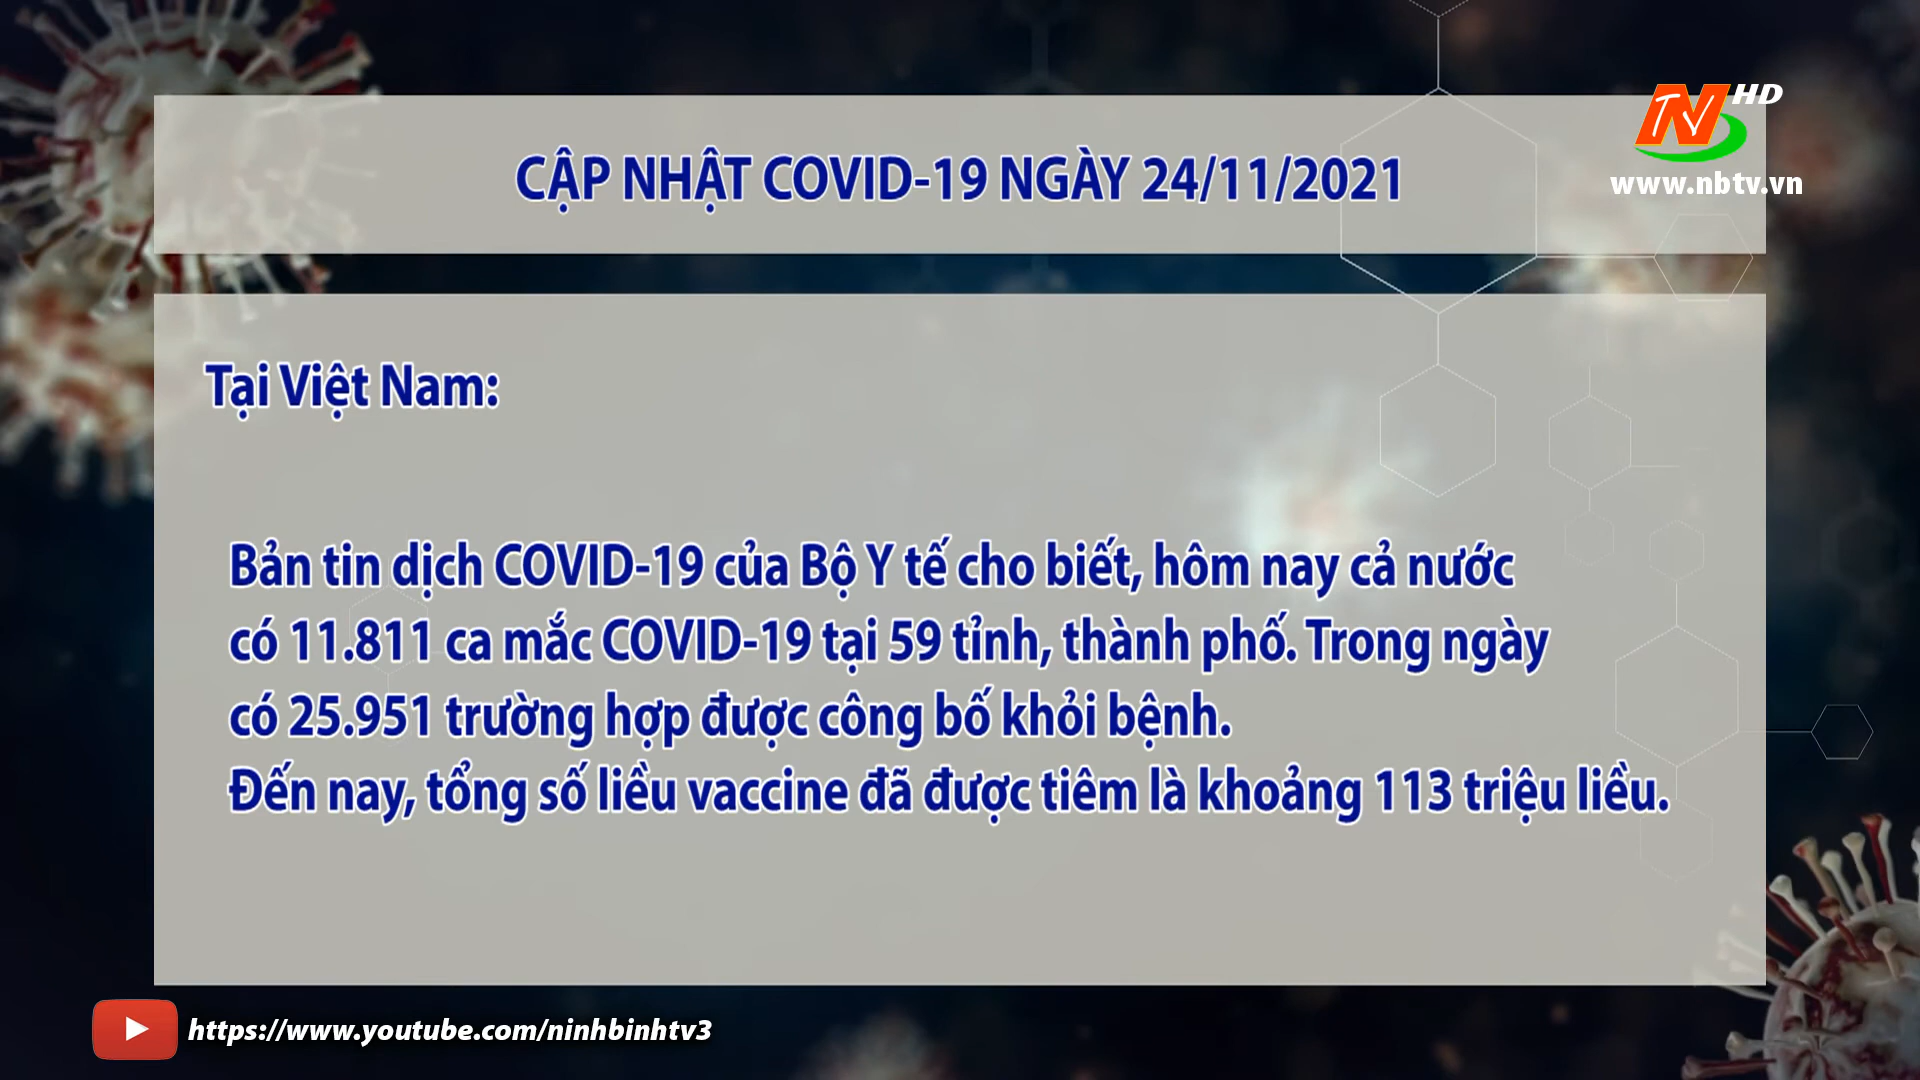 NTV HD
www.nbtv.vn
CẬP NHẬT COVID-19 NGÀY 24/11/2021
Tại Việt Nam:
Bản tin dịch COVID-19 của Bộ Y tế cho biết, hôm nay cả nước
có 11.811 ca mắc COVID-19 tại 59 tỉnh, thành phố. Trong ngày
có 25.951 trường hợp được công bố khỏi bệnh.
Đến nay, tổng số liều vaccine đã được tiêm là khoảng 113 triệu liều.
https://www.youtube.com/ninhbinhtv3